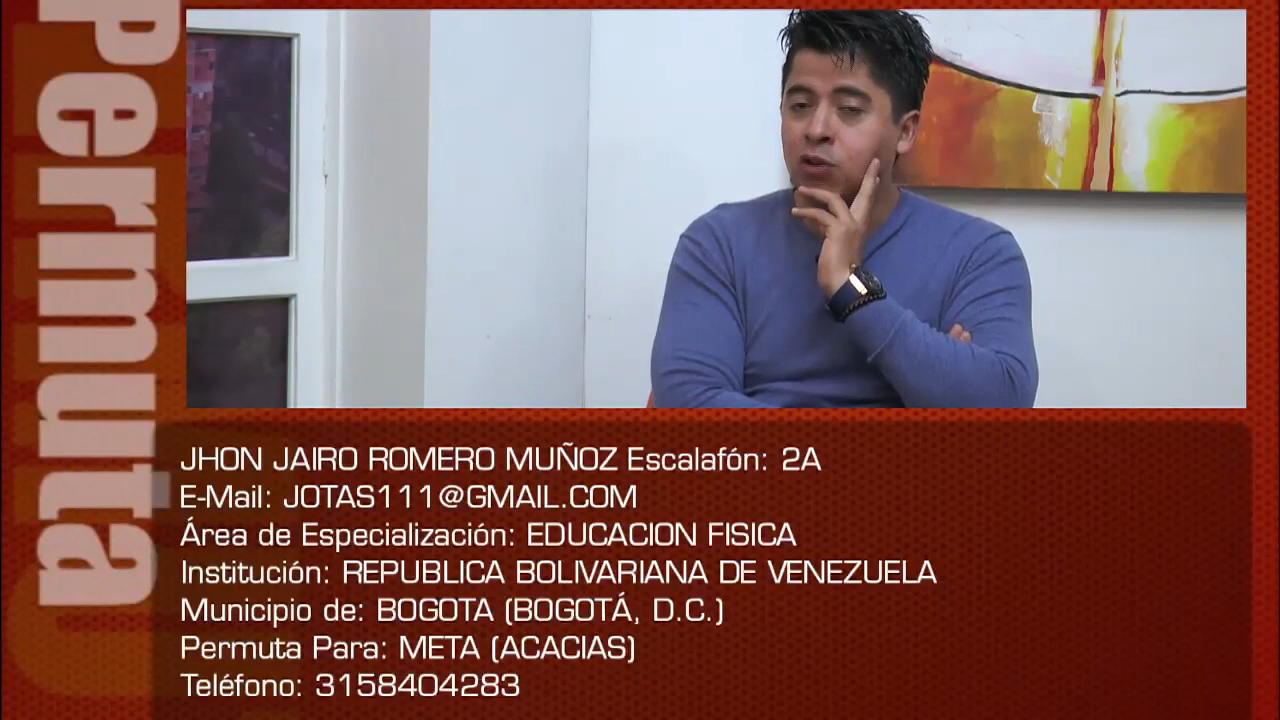 Permuta
JHON JAIRO ROMERO MUÑOZ Escalafón: 2A
E-Mail: JOTAS111@GMAIL.COM
Área de Especialización: EDUCACION FISICA
Institución: REPUBLICA BOLIVARIANA DE VENEZUELA
Municipio de: BOGOTA (BOGOTÁ, D.C.)
Permuta Para: META (ACACIAS)
Teléfono: 3158404283